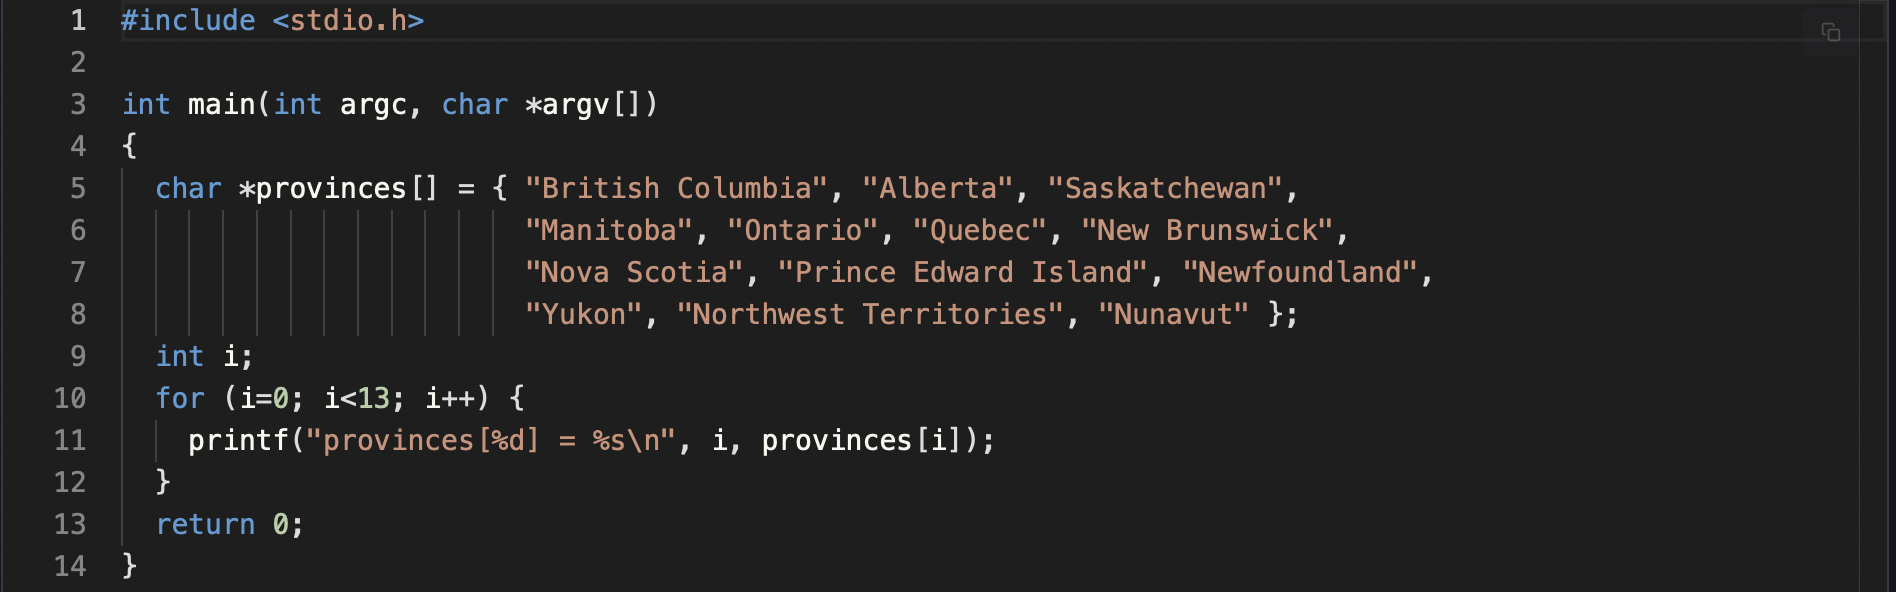 1 #include <stdio.h>
2
3 int main(int argc, char *argv[])
4 {
5   char *provinces[] = { "British Columbia", "Alberta", "Saskatchewan",
6                         "Manitoba", "Ontario", "Quebec", "New Brunswick",
7                         "Nova Scotia", "Prince Edward Island", "Newfoundland",
8                         "Yukon", "Northwest Territories", "Nunavut" };
9   int i;
10   for (i=0; i<13; i++) {
11     printf("provinces[%d] = %s\n", i, provinces[i]);
12   }
13   return 0;
14 }